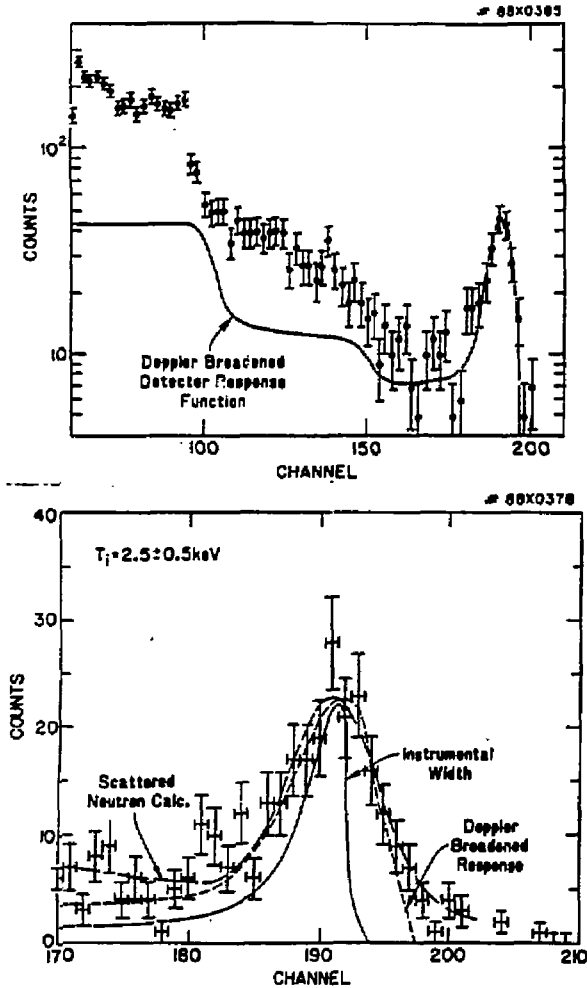 # 88X0385
10²
10
COUNTS
Doppler Broadened
Detector Response
Function
100
150
200
CHANNEL
# 88X0378
40
30
20
10
0
COUNTS
Tᵢ=2.5±0.5keV
Scattered
Neutron Calc.
Instrumental
Width
Doppler
Broadened
Response
170
180
190
200
210
CHANNEL